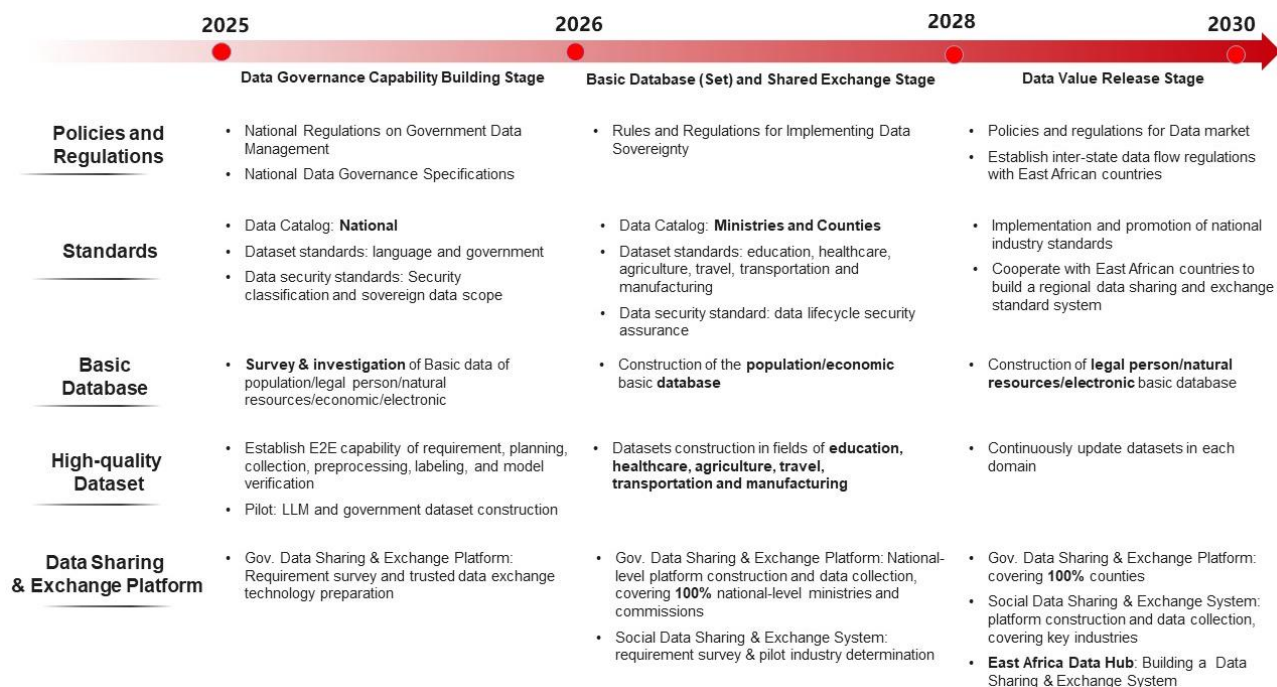 2025
2026
2028
2030
Data Governance Capability Building Stage
Basic Database (Set) and Shared Exchange Stage
Data Value Release Stage
Policies and
Regulations
• National Regulations on Government Data
Management
• National Data Governance Specifications
• Rules and Regulations for Implementing Data
Sovereignty
• Policies and regulations for Data market
• Establish inter-state data flow regulations
with East African countries
Standards
• Data Catalog: National
• Dataset standards: language and government
• Data security standards: Security
classification and sovereign data scope
• Data Catalog: Ministries and Counties
• Dataset standards: education, healthcare,
agriculture, travel, transportation and
manufacturing
• Data security standard: data lifecycle security
assurance
• Implementation and promotion of national
industry standards
• Cooperate with East African countries to
build a regional data sharing and exchange
standard system
Basic
Database
• Survey & investigation of Basic data of
population/legal person/natural
resources/economic/electronic
• Construction of the population/economic
basic database
• Construction of legal person/natural
resources/electronic basic database
High-quality
Dataset
• Establish E2E capability of requirement, planning,
collection, preprocessing, labeling, and model
verification
• Pilot: LLM and government dataset construction
• Datasets construction in fields of education,
healthcare, agriculture, travel,
transportation and manufacturing
• Continuously update datasets in each
domain
Data Sharing
& Exchange Platform
• Gov. Data Sharing & Exchange Platform:
Requirement survey and trusted data exchange
technology preparation
• Gov. Data Sharing & Exchange Platform: National-
level platform construction and data collection,
covering 100% national-level ministries and
commissions
• Social Data Sharing & Exchange System:
requirement survey & pilot industry determination
• Gov. Data Sharing & Exchange Platform:
covering 100% counties
• Social Data Sharing & Exchange System:
platform construction and data collection,
covering key industries
• East Africa Data Hub: Building a Data
Sharing & Exchange System